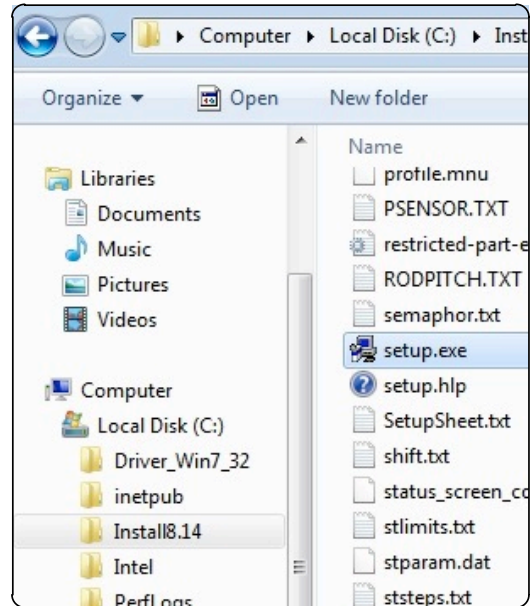 Computer ▸ Local Disk (C:) ▸ Inst
Organize ▾ Open New folder
Libraries
Documents
Music
Pictures
Videos
Computer
Local Disk (C:)
Driver_Win7_32
inetpub
Install8.14
Intel
PerfLogs
Name
profile.mnu
PSENSOR.TXT
restricted-part-e
RODPITCH.TXT
semaphor.txt
setup.exe
setup.hlp
SetupSheet.txt
shift.txt
status_screen_co
stlimits.txt
stparam.dat
ststeps.txt